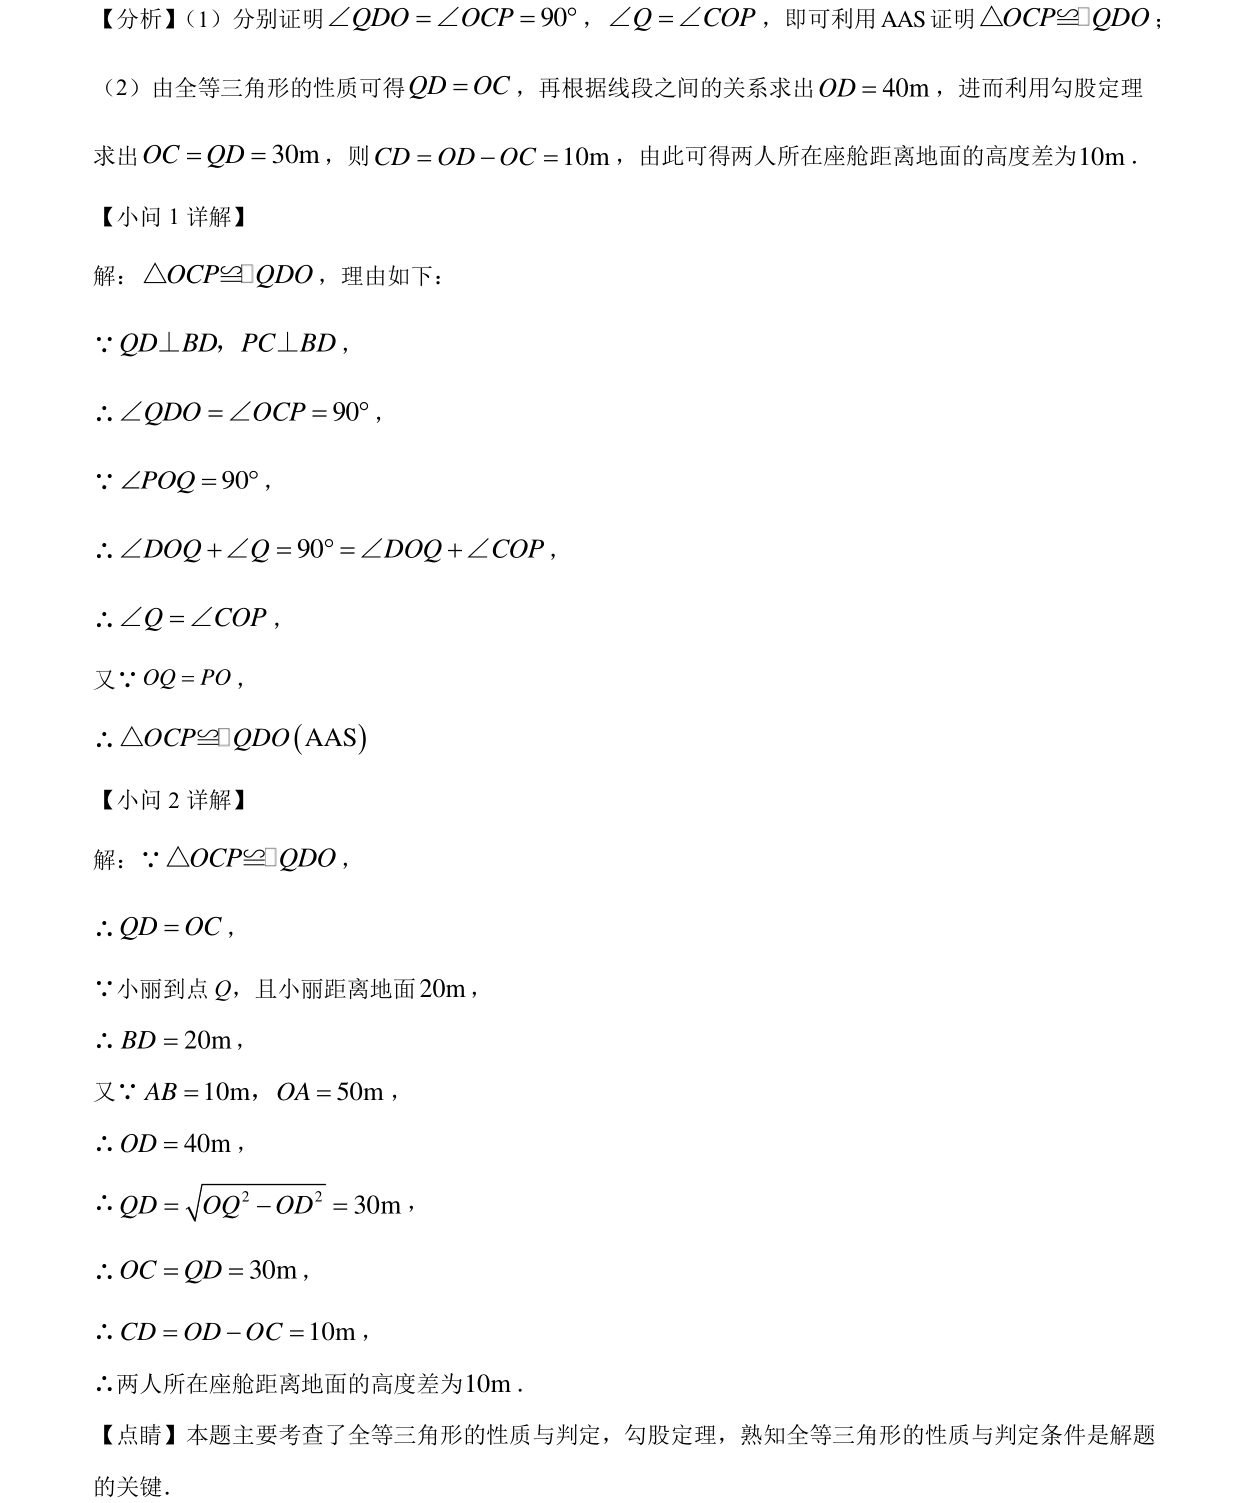 【分析】（1）分别证明∠QDO=∠OCP=90°，∠Q=∠COP，即可利用AAS证明△OCP≌□QDO；
（2）由全等三角形的性质可得QD=OC，再根据线段之间的关系求出OD=40m，进而利用勾股定理
求出OC=QD=30m，则CD=OD-OC=10m，由此可得两人所在座舱距离地面的高度差为10m．
【小问1详解】
解：△OCP≌□QDO，理由如下：
∵QD⊥BD，PC⊥BD，
∴∠QDO=∠OCP=90°，
∵∠POQ=90°，
∴∠DOQ+∠Q=90°=∠DOQ+∠COP，
∴∠Q=∠COP，
又∵OQ=PO，
∴△OCP≌□QDO(AAS)
【小问2详解】
解：∵△OCP≌□QDO，
∴QD=OC，
∵小丽到点Q，且小丽距离地面20m，
∴BD=20m，
又∵AB=10m，OA=50m，
∴OD=40m，
∴QD=√(OQ²-OD²)=30m，
∴OC=QD=30m，
∴CD=OD-OC=10m，
∴两人所在座舱距离地面的高度差为10m．
【点睛】本题主要考查了全等三角形的性质与判定，勾股定理，熟知全等三角形的性质与判定条件是解题
的关键．